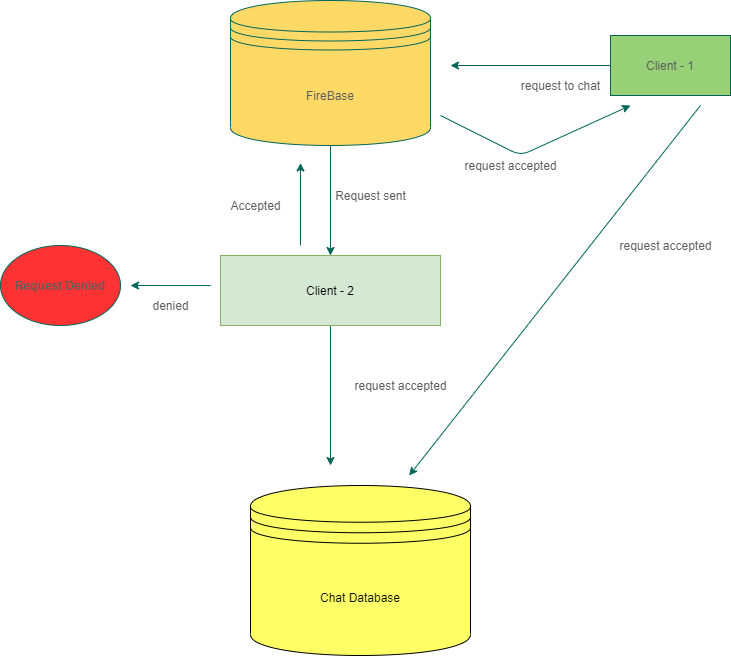 FireBase
Client - 1
request to chat
request accepted
Accepted
Request sent
request accepted
Request Denied
denied
Client - 2
request accepted
Chat Database